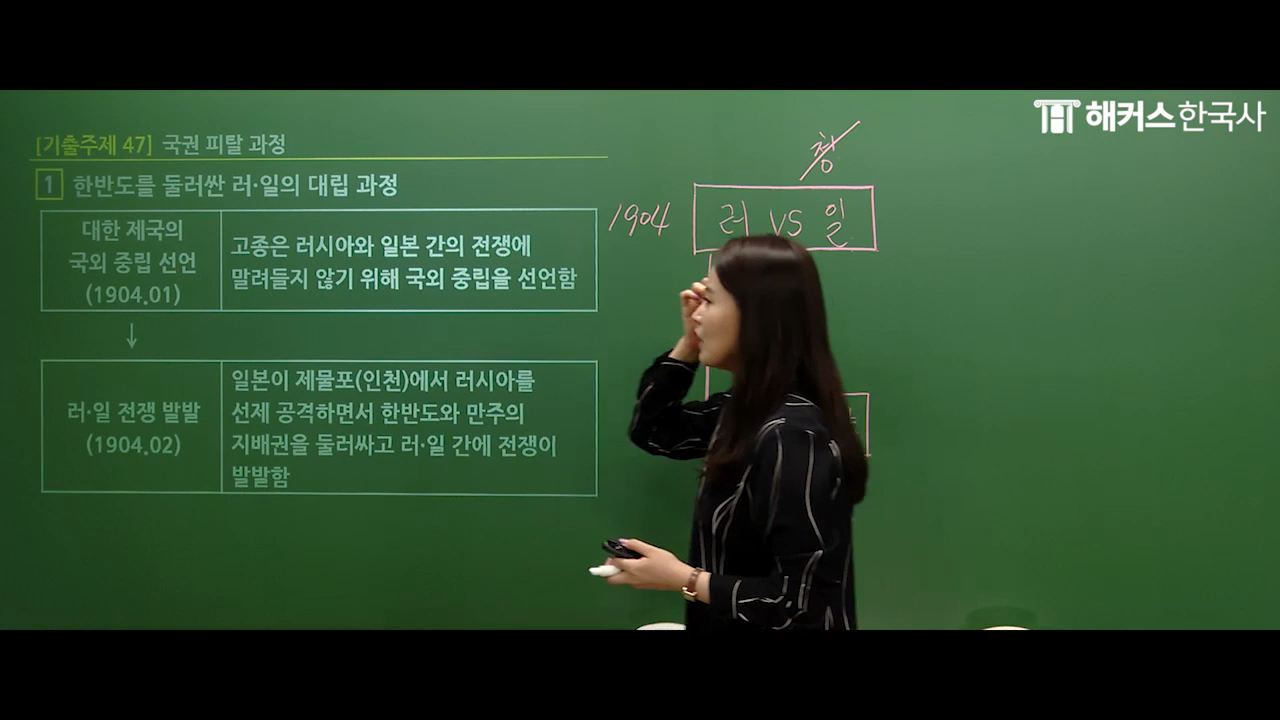 해커스한국사
[기출주제 47] 국권 피탈 과정
1 한반도를 둘러싼 러·일의 대립 과정
대한 제국의
국외 중립 선언
(1904.01)
고종은 러시아와 일본 간의 전쟁에
말려들지 않기 위해 국외 중립을 선언함
↓
러·일 전쟁 발발
(1904.02)
일본이 제물포(인천)에서 러시아를
선제 공격하면서 한반도와 만주의
지배권을 둘러싸고 러·일 간에 전쟁이
발발함
청
1904 러 VS 일